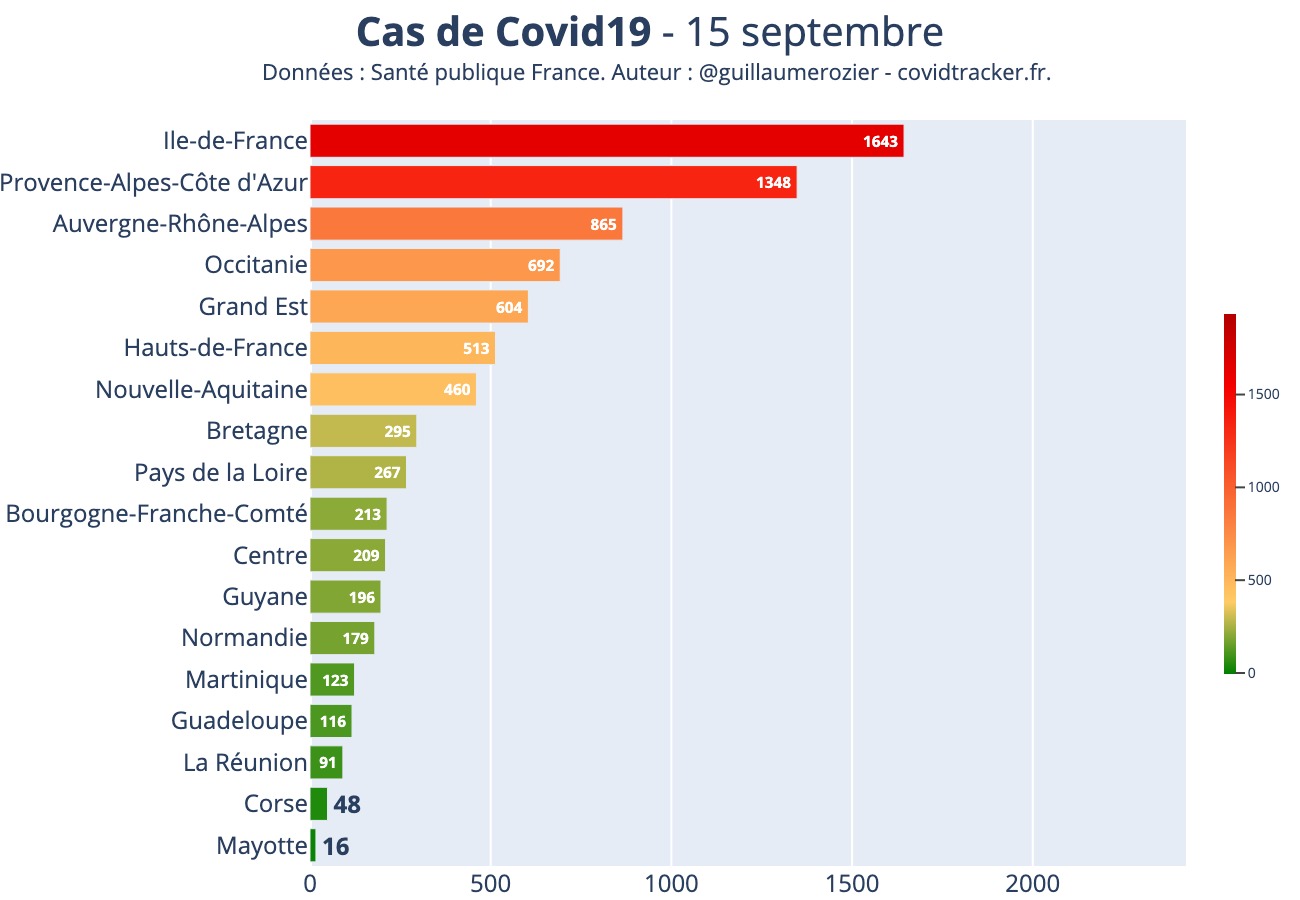 Cas de Covid19 - 15 septembre
Données : Santé publique France. Auteur : @guillaumerozier - covidtracker.fr.
Ile-de-France 1643
Provence-Alpes-Côte d'Azur 1348
Auvergne-Rhône-Alpes 865
Occitanie 692
Grand Est 604
Hauts-de-France 513
Nouvelle-Aquitaine 460
Bretagne 295
Pays de la Loire 267
Bourgogne-Franche-Comté 213
Centre 209
Guyane 196
Normandie 179
Martinique 123
Guadeloupe 116
La Réunion 91
Corse 48
Mayotte 16
0 500 1000 1500 2000
1500
1000
500
0